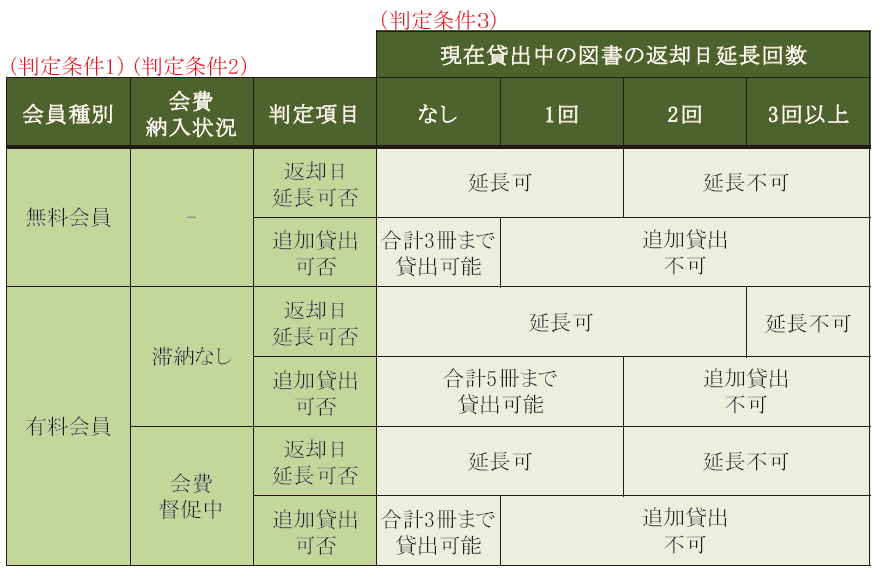 （判定条件３）
（判定条件1）（判定条件2）
現在貸出中の図書の返却日延長回数
会員種別
会費
納入状況
判定項目
なし
1回
2回
3回以上
無料会員
－
返却日
延長可否
延長可
延長不可
追加貸出
可否
合計3冊まで
貸出可能
追加貸出
不可
有料会員
滞納なし
返却日
延長可否
延長可
延長不可
追加貸出
可否
合計5冊まで
貸出可能
追加貸出
不可
会費
督促中
返却日
延長可否
延長可
延長不可
追加貸出
可否
合計3冊まで
貸出可能
追加貸出
不可